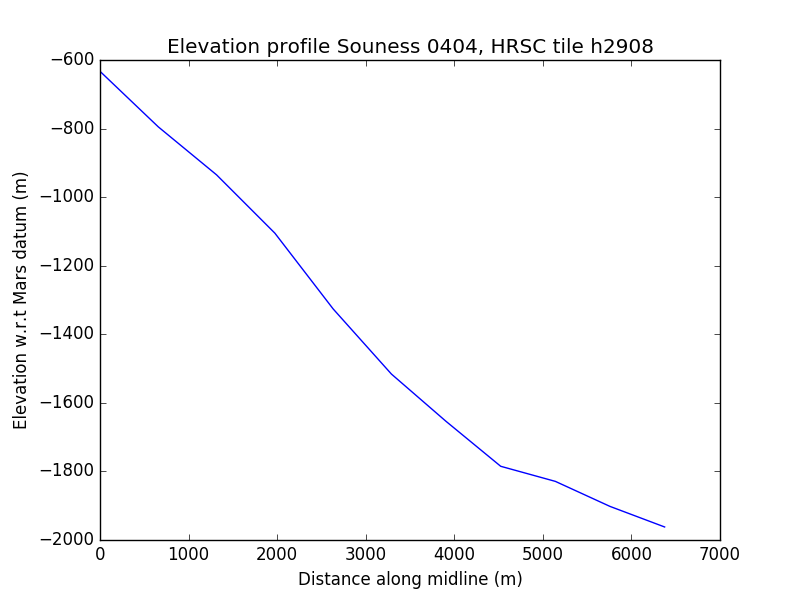 Elevation profile Souness 0404, HRSC tile h2908
−600
−800
−1000
−1200
−1400
−1600
−1800
−2000
Elevation w.r.t Mars datum (m)
0 1000 2000 3000 4000 5000 6000 7000
Distance along midline (m)